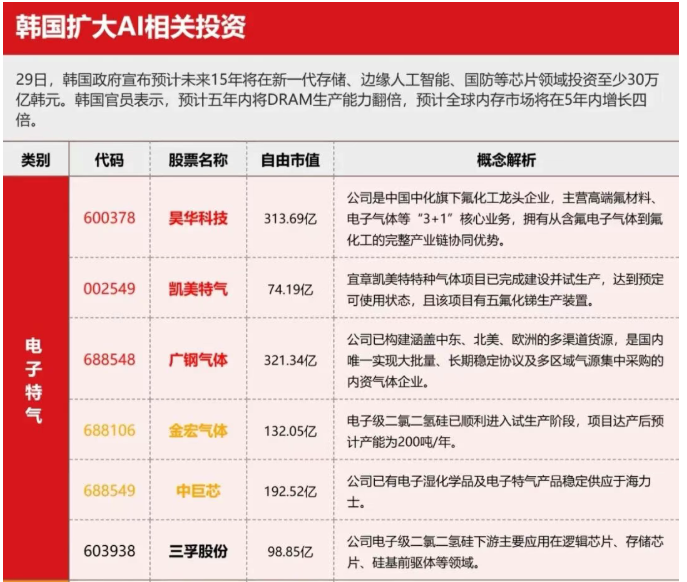 韩国扩大AI相关投资
29日，韩国政府宣布预计未来15年将在新一代存储、边缘人工智能、国防等芯片领域投资至少30万
亿韩元。韩国官员表示，预计五年内将DRAM生产能力翻倍，预计全球内存市场将在5年内增长四
倍。
类别 代码 股票名称 自由市值 概念解析
电子特气
600378 昊华科技 313.69亿
公司是中国中化旗下氟化工龙头企业，主营高端氟材料、
电子气体等“3+1”核心业务，拥有从含氟电子气体到氟
化工的完整产业链协同优势。
002549 凯美特气 74.19亿
宜章凯美特特种气体项目已完成建设并试生产，达到预定
可使用状态，且该项目有五氟化锑生产装置。
688548 广钢气体 321.34亿
公司已构建涵盖中东、北美、欧洲的多渠道货源，是国内
唯一实现大批量、长期稳定协议及多区域气源集中采购的
内资气体企业。
688106 金宏气体 132.05亿
电子级二氯二氢硅已顺利进入试生产阶段，项目达产后预
计产能为200吨/年。
688549 中巨芯 192.52亿
公司已有电子湿化学品及电子特气产品稳定供应于海力
士。
603938 三孚股份 98.85亿
公司电子级二氯二氢硅下游主要应用在逻辑芯片、存储芯
片、硅基前驱体等领域。